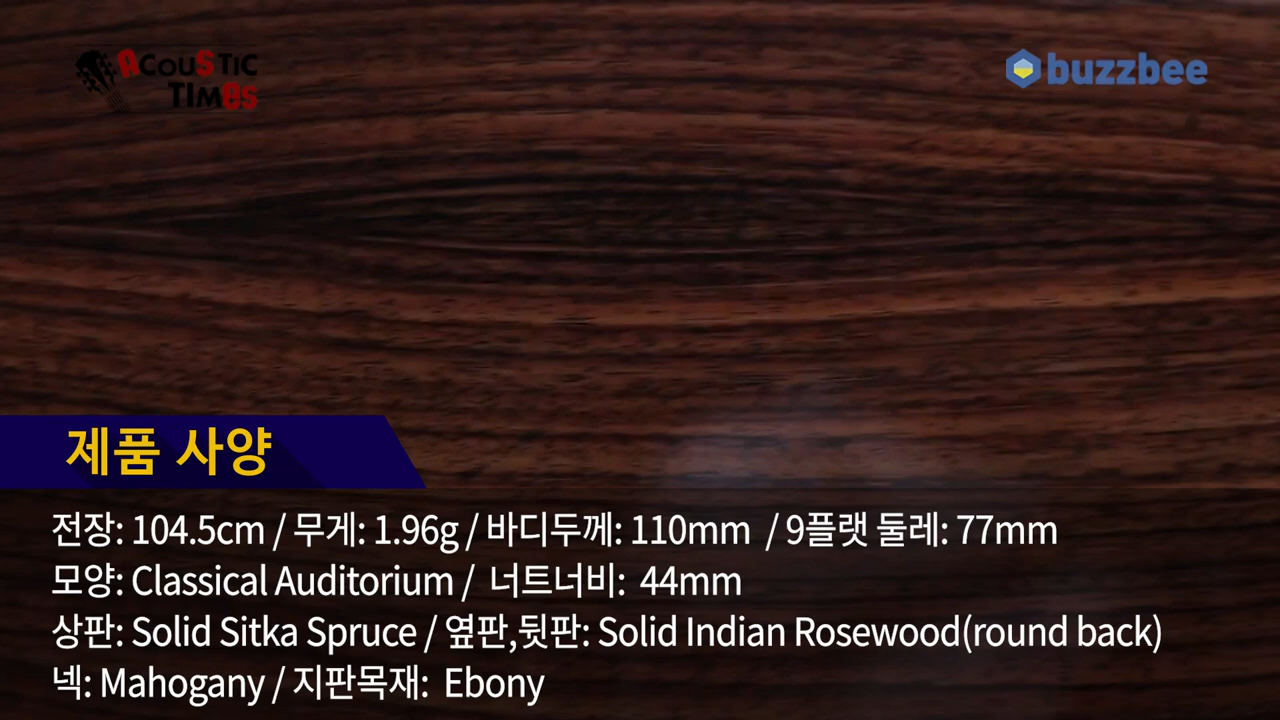 ACOUSTIC
TIMES
buzzbee
제품 사양
전장: 104.5cm / 무게: 1.96g / 바디두께: 110mm / 9플랫 둘레: 77mm
모양: Classical Auditorium / 너트너비: 44mm
상판: Solid Sitka Spruce / 옆판,뒷판: Solid Indian Rosewood(round back)
넥: Mahogany / 지판목재: Ebony